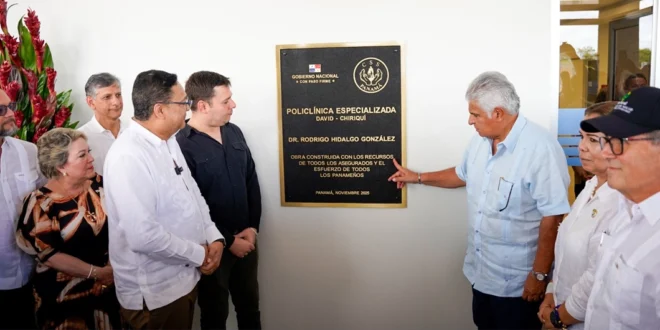 GOBIERNO NACIONAL
CON PASO FIRME
CSS
PANAMÁ
POLICLÍNICA ESPECIALIZADA
DAVID - CHIRIQUÍ
DR. RODRIGO HIDALGO GONZÁLEZ
OBRA CONSTRUIDA CON LOS RECURSOS
DE TODOS LOS ASEGURADOS Y EL
ESFUERZO DE TODOS
LOS PANAMEÑOS
PANAMÁ, NOVIEMBRE 2025